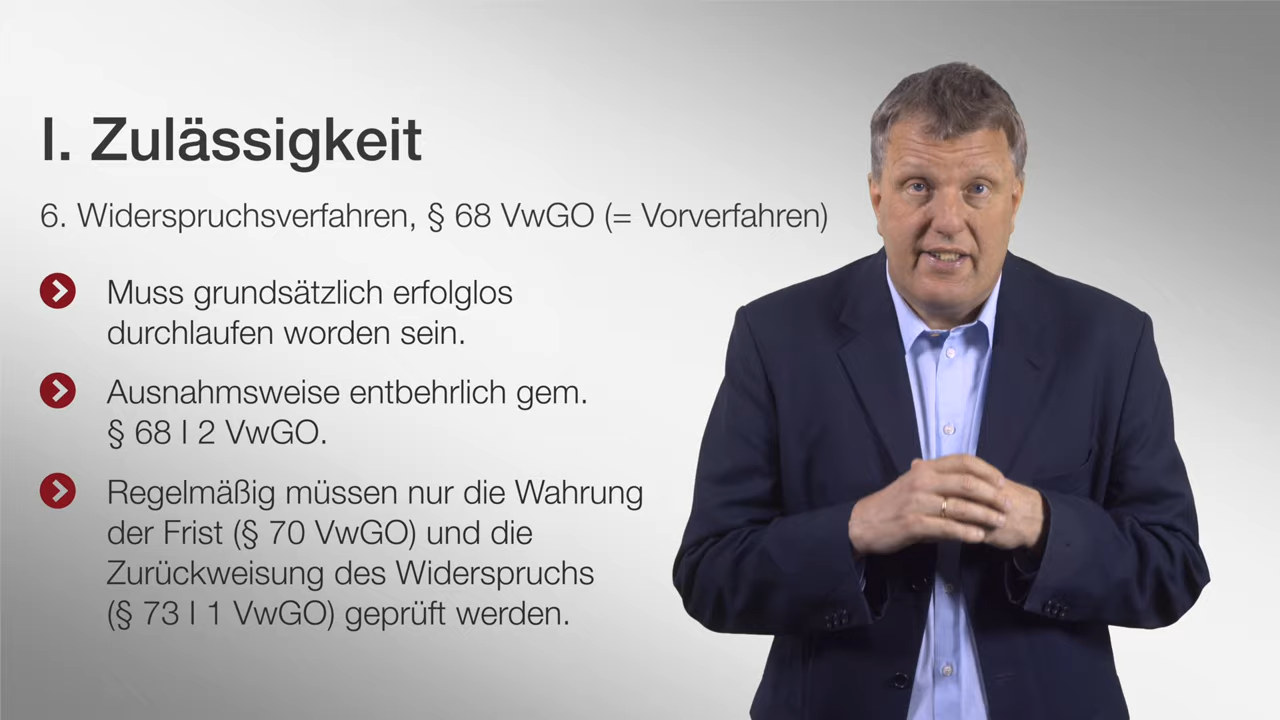 I. Zulässigkeit
6. Widerspruchsverfahren, § 68 VwGO (= Vorverfahren)
Muss grundsätzlich erfolglos
durchlaufen worden sein.
Ausnahmsweise entbehrlich gem.
§ 68 I 2 VwGO.
Regelmäßig müssen nur die Wahrung
der Frist (§ 70 VwGO) und die
Zurückweisung des Widerspruchs
(§ 73 I 1 VwGO) geprüft werden.